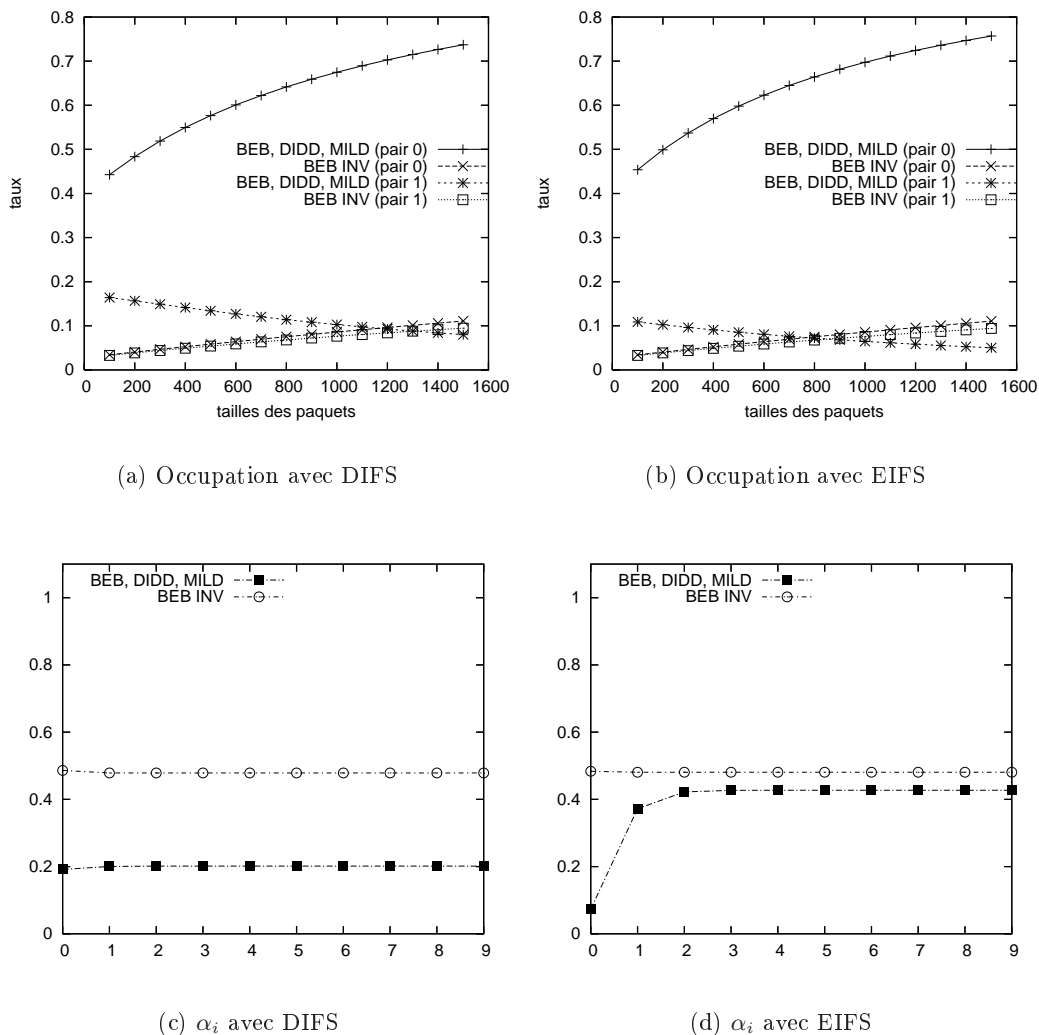 0.8
0.7
0.6
0.5
0.4
0.3
0.2
0.1
0
taux
BEB, DIDD, MILD (pair 0)
BEB INV (pair 0)
BEB, DIDD, MILD (pair 1)
BEB INV (pair 1)
0 200 400 600 800 1000 1200 1400 1600
tailles des paquets
(a) Occupation avec DIFS
0.8
0.7
0.6
0.5
0.4
0.3
0.2
0.1
0
taux
BEB, DIDD, MILD (pair 0)
BEB INV (pair 0)
BEB, DIDD, MILD (pair 1)
BEB INV (pair 1)
0 200 400 600 800 1000 1200 1400 1600
tailles des paquets
(b) Occupation avec EIFS
BEB, DIDD, MILD
BEB INV
1
0.8
0.6
0.4
0.2
0
0 1 2 3 4 5 6 7 8 9
(c) α_i avec DIFS
BEB, DIDD, MILD
BEB INV
1
0.8
0.6
0.4
0.2
0
0 1 2 3 4 5 6 7 8 9
(d) α_i avec EIFS